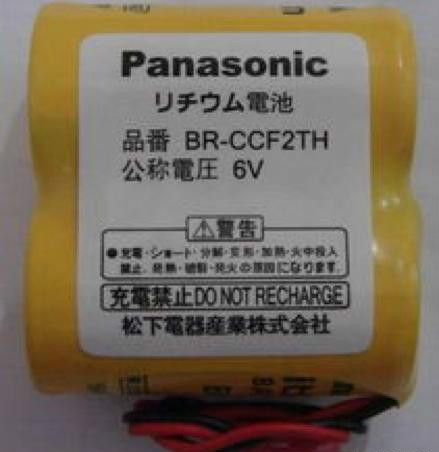 Panasonic
リチウム電池
品番 BR-CCF2TH
公称電圧 6V
⚠警告
●充電・ショート・分解・変形・加熱・火中投入
禁止。発熱・破裂・発火の原因になります。
充電禁止DO NOT RECHARGE
松下電器産業株式会社